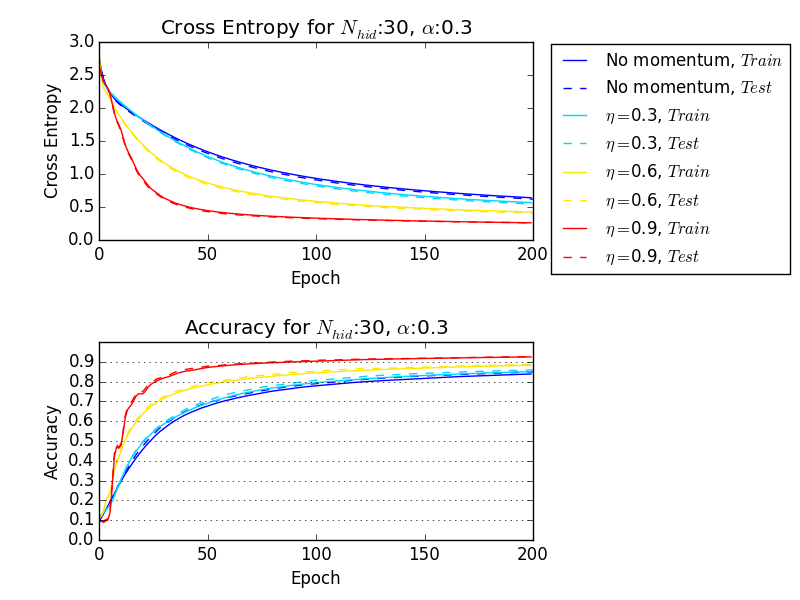 Cross Entropy for N_hid:30, α:0.3
3.0
2.5
2.0
1.5
1.0
0.5
0.0
Cross Entropy
0 50 100 150 200
Epoch
No momentum, Train
No momentum, Test
η=0.3, Train
η=0.3, Test
η=0.6, Train
η=0.6, Test
η=0.9, Train
η=0.9, Test
Accuracy for N_hid:30, α:0.3
0.9
0.8
0.7
0.6
0.5
0.4
0.3
0.2
0.1
0.0
Accuracy
0 50 100 150 200
Epoch